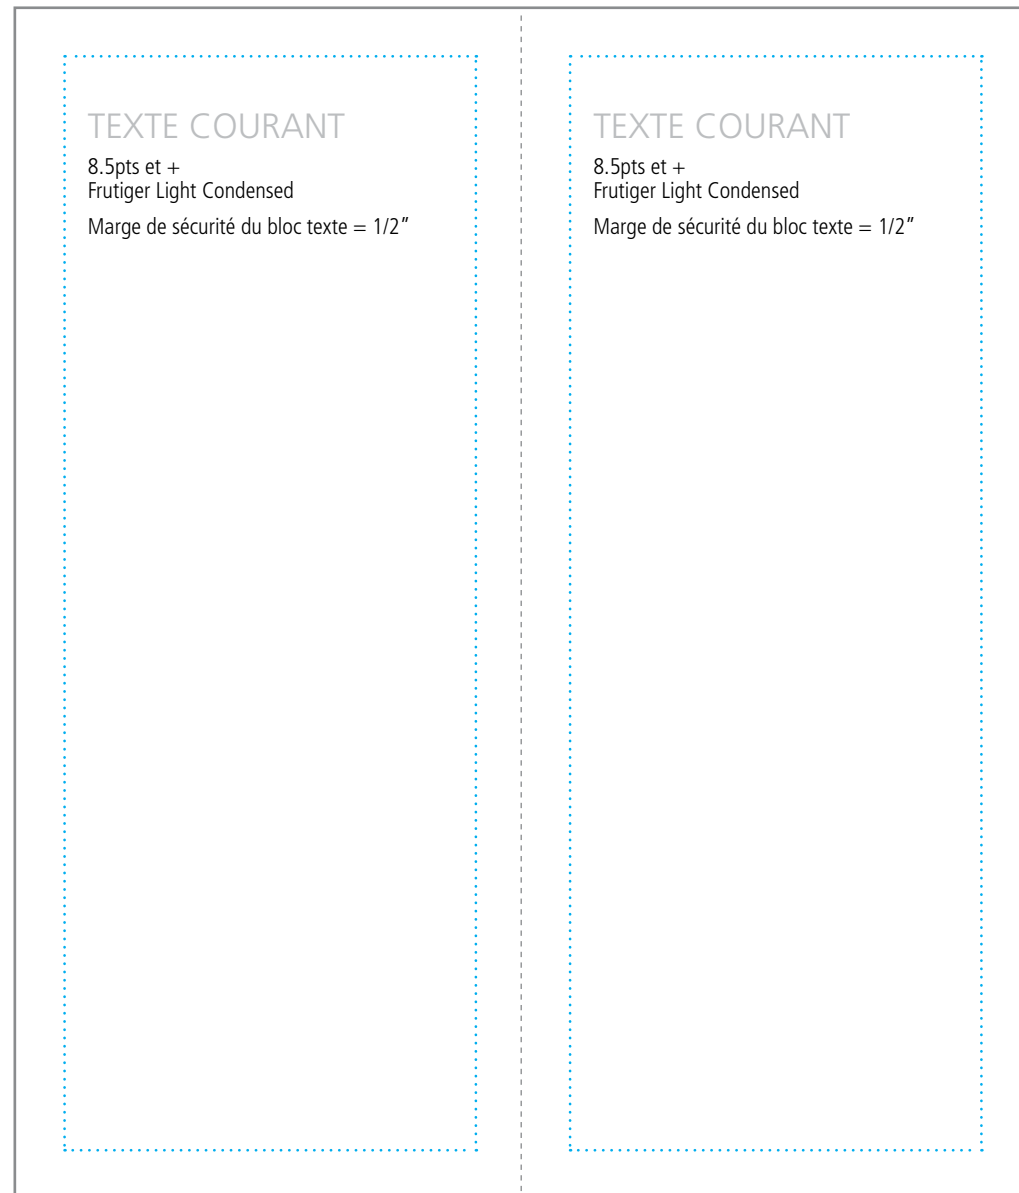 TEXTE COURANT
8.5pts et +
Frutiger Light Condensed
Marge de sécurité du bloc texte = 1/2”
TEXTE COURANT
8.5pts et +
Frutiger Light Condensed
Marge de sécurité du bloc texte = 1/2”